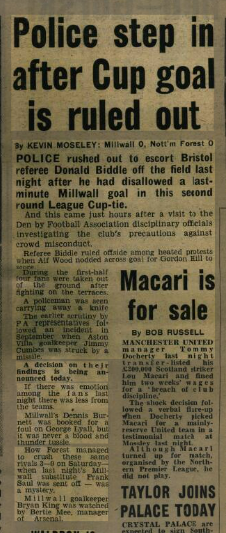 Police step in
after Cup goal
is ruled out
By KEVIN MOSELEY: Millwall 0, Nott'm Forest 0
POLICE rushed out to escort Bristol
referee Donald Biddle off the field last
night after he had disallowed a last-
minute Millwall goal in this second
round League Cup-tie.
And this came just hours after a visit to the
Den by Football Association disciplinary officials
investigating the club's precautions against
crowd misconduct.
Referee Biddle ruled offside among heated protests
when Alf Wood nodded across goal for Gordon Hill to
score.
During the first-half
four fans were taken out
of the ground after
fighting on the terraces.
A policeman was seen
carrying away a knife
The earlier scrutiny by
FA representatives fol-
lowed an incident in
September when Aston
Villa goalkeeper Jimmy
Cumbes was struck by a
missile.
A decision on their
findings is being an-
nounced today.
If there was emotion
among the fans last
night there was less from
the teams.
Millwall's Dennis Bur-
nett was booked for a
foul on George Lyall, but
it was never a blood and
thunder tussle.
How Forest managed
to crush these same
rivals 3—0 on Saturday—
when last night's Mill-
wall substitute Frank
Saul was sent off — was
a mystery.
Millwall goalkeeper
Bryan King was watched
by Bertie Mee, manager
of Arsenal.
Macari is
for sale
By BOB RUSSELL
MANCHESTER UNITED
manager Tommy
Docherty last night
transfer-listed his
£200,000 Scotland striker
Lou Macari and fined
him two weeks' wages
for a 'breach of club
discipline.'
The shock decision fol-
lowed a verbal flare-up
when Docherty picked
Macari for a mainly-
reserve United team in a
testimonial match at
Mossley last night.
Although Macari
turned up for match,
organised by the North-
ern Premier League, he
did not play.
TAYLOR JOINS
PALACE TODAY
CRYSTAL PALACE are
expected to sign South-